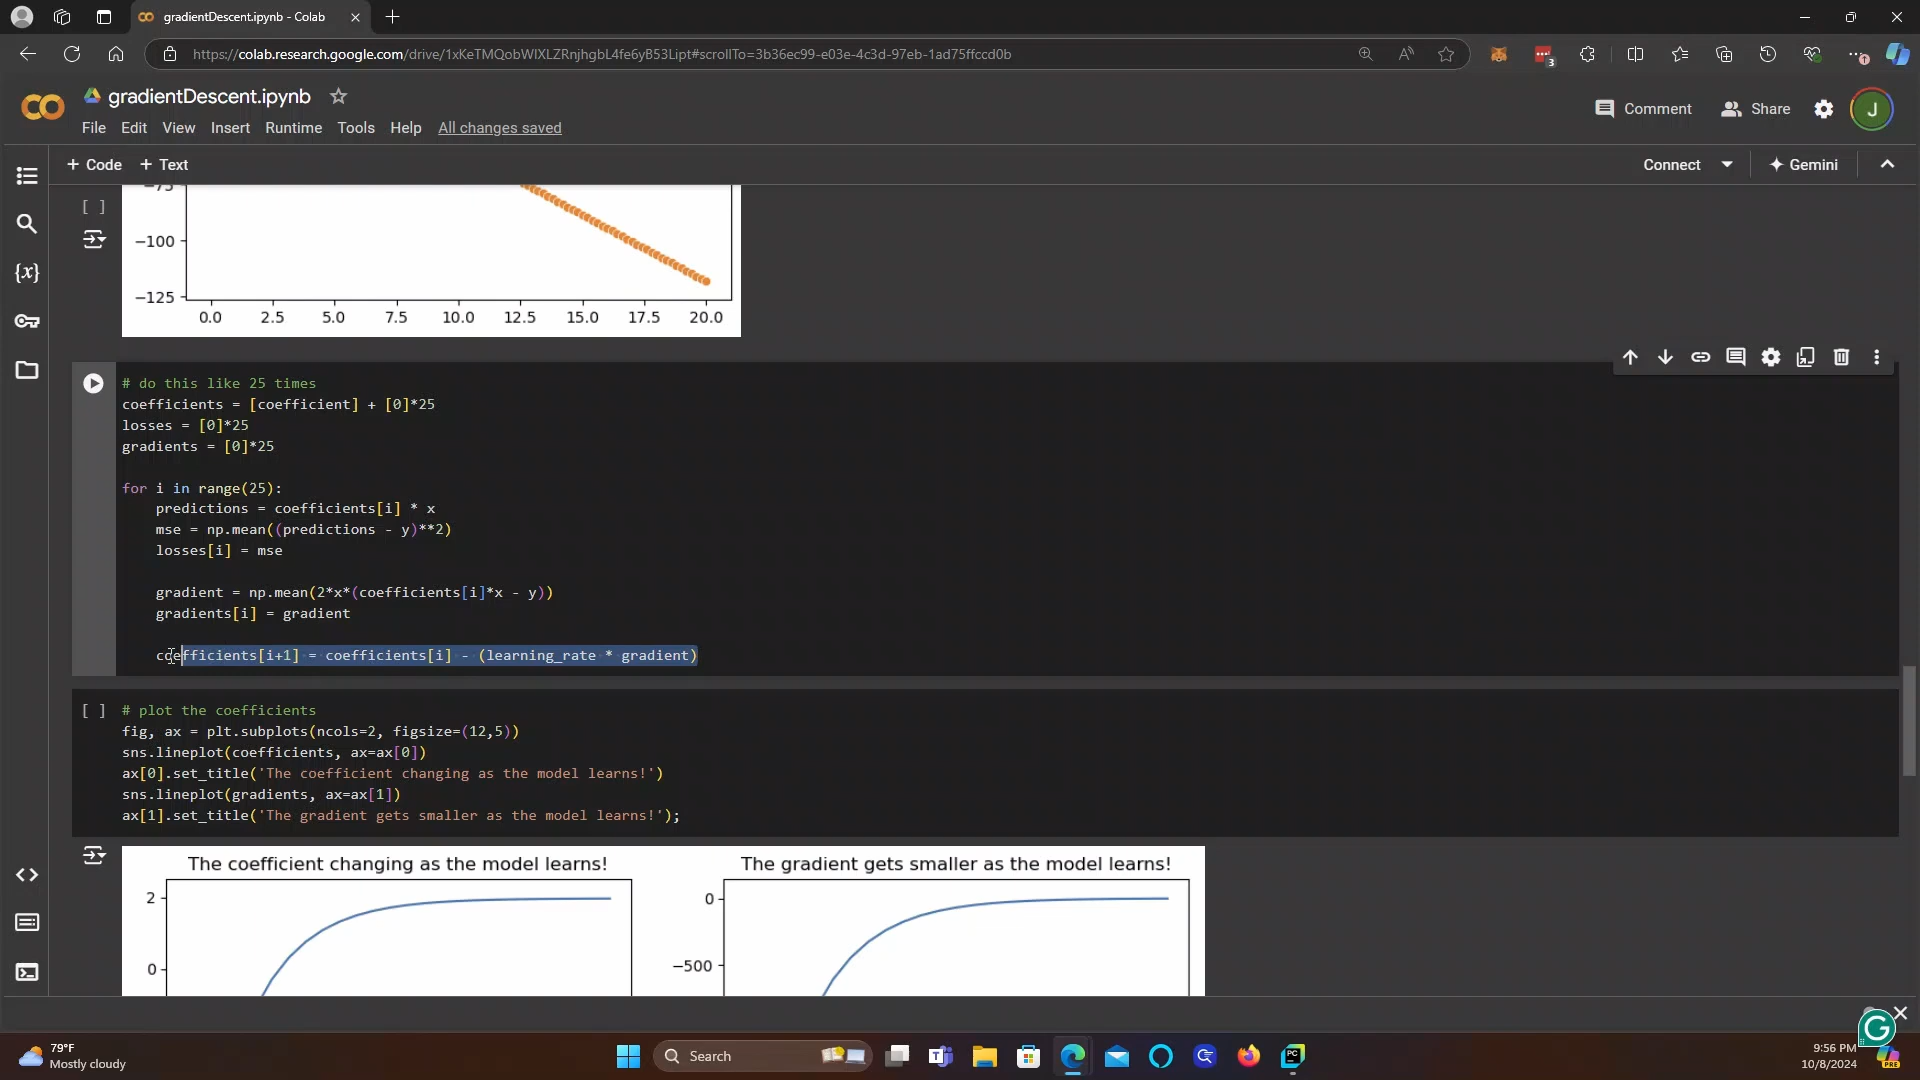 gradientDescent.ipynb - Colab
https://colab.research.google.com/drive/1xKeTMQobWlXLZRnjhgbL4fe6yB53Lipt#scrollTo=3b36ec99-e03e-4c3d-97eb-1ad75ffccd0b
3
gradientDescent.ipynb
Comment
Share
J
File Edit View Insert Runtime Tools Help All changes saved
+ Code + Text
Connect
Gemini
−75
[ ]
−100
−125
0.0 2.5 5.0 7.5 10.0 12.5 15.0 17.5 20.0
# do this like 25 times
coefficients = [coefficient] + [0]*25
losses = [0]*25
gradients = [0]*25
for i in range(25):
predictions = coefficients[i] * x
mse = np.mean((predictions - y)**2)
losses[i] = mse
gradient = np.mean(2*x*(coefficients[i]*x - y))
gradients[i] = gradient
coefficients[i+1] = coefficients[i] - (learning_rate * gradient)
[ ] # plot the coefficients
fig, ax = plt.subplots(ncols=2, figsize=(12,5))
sns.lineplot(coefficients, ax=ax[0])
ax[0].set_title('The coefficient changing as the model learns!')
sns.lineplot(gradients, ax=ax[1])
ax[1].set_title('The gradient gets smaller as the model learns!');
The coefficient changing as the model learns!
2
0
The gradient gets smaller as the model learns!
0
−500
79°F
Mostly cloudy
Search
9:56 PM
10/8/2024
PRE